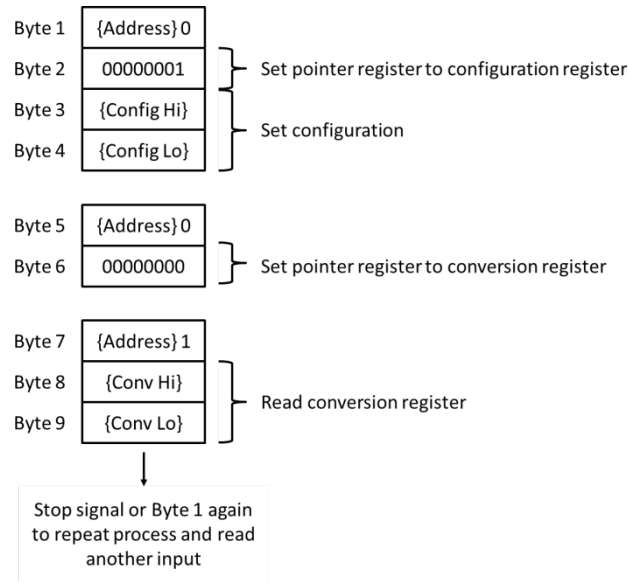 Byte 1 {Address} 0
Byte 2 00000001 Set pointer register to configuration register
Byte 3 {Config Hi}
Set configuration
Byte 4 {Config Lo}
Byte 5 {Address} 0
Byte 6 00000000 Set pointer register to conversion register
Byte 7 {Address} 1
Byte 8 {Conv Hi}
Read conversion register
Byte 9 {Conv Lo}
Stop signal or Byte 1 again
to repeat process and read
another input